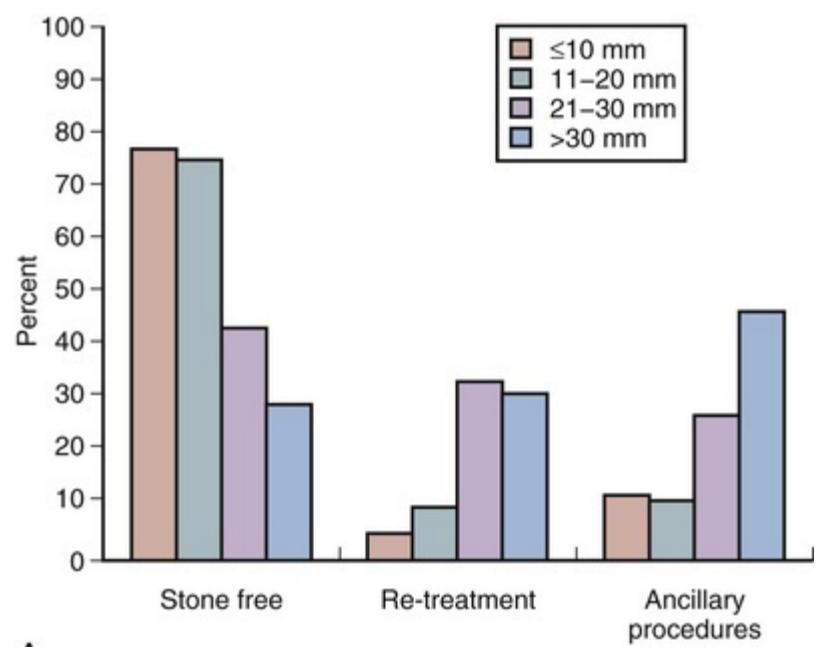 100
90
80
70
60
50
40
30
20
10
0
Percent
≤10 mm
11–20 mm
21–30 mm
>30 mm
Stone free
Re-treatment
Ancillary
procedures